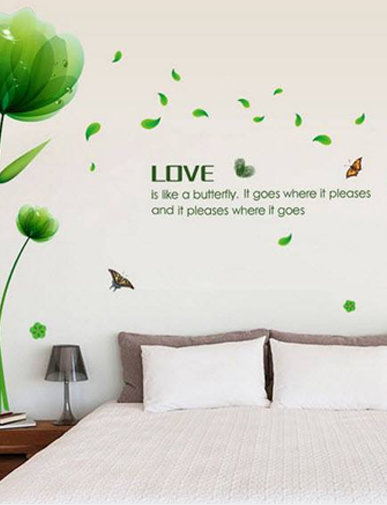 LOVE
is like a butterfly. It goes where it pleases
and it pleases where it goes